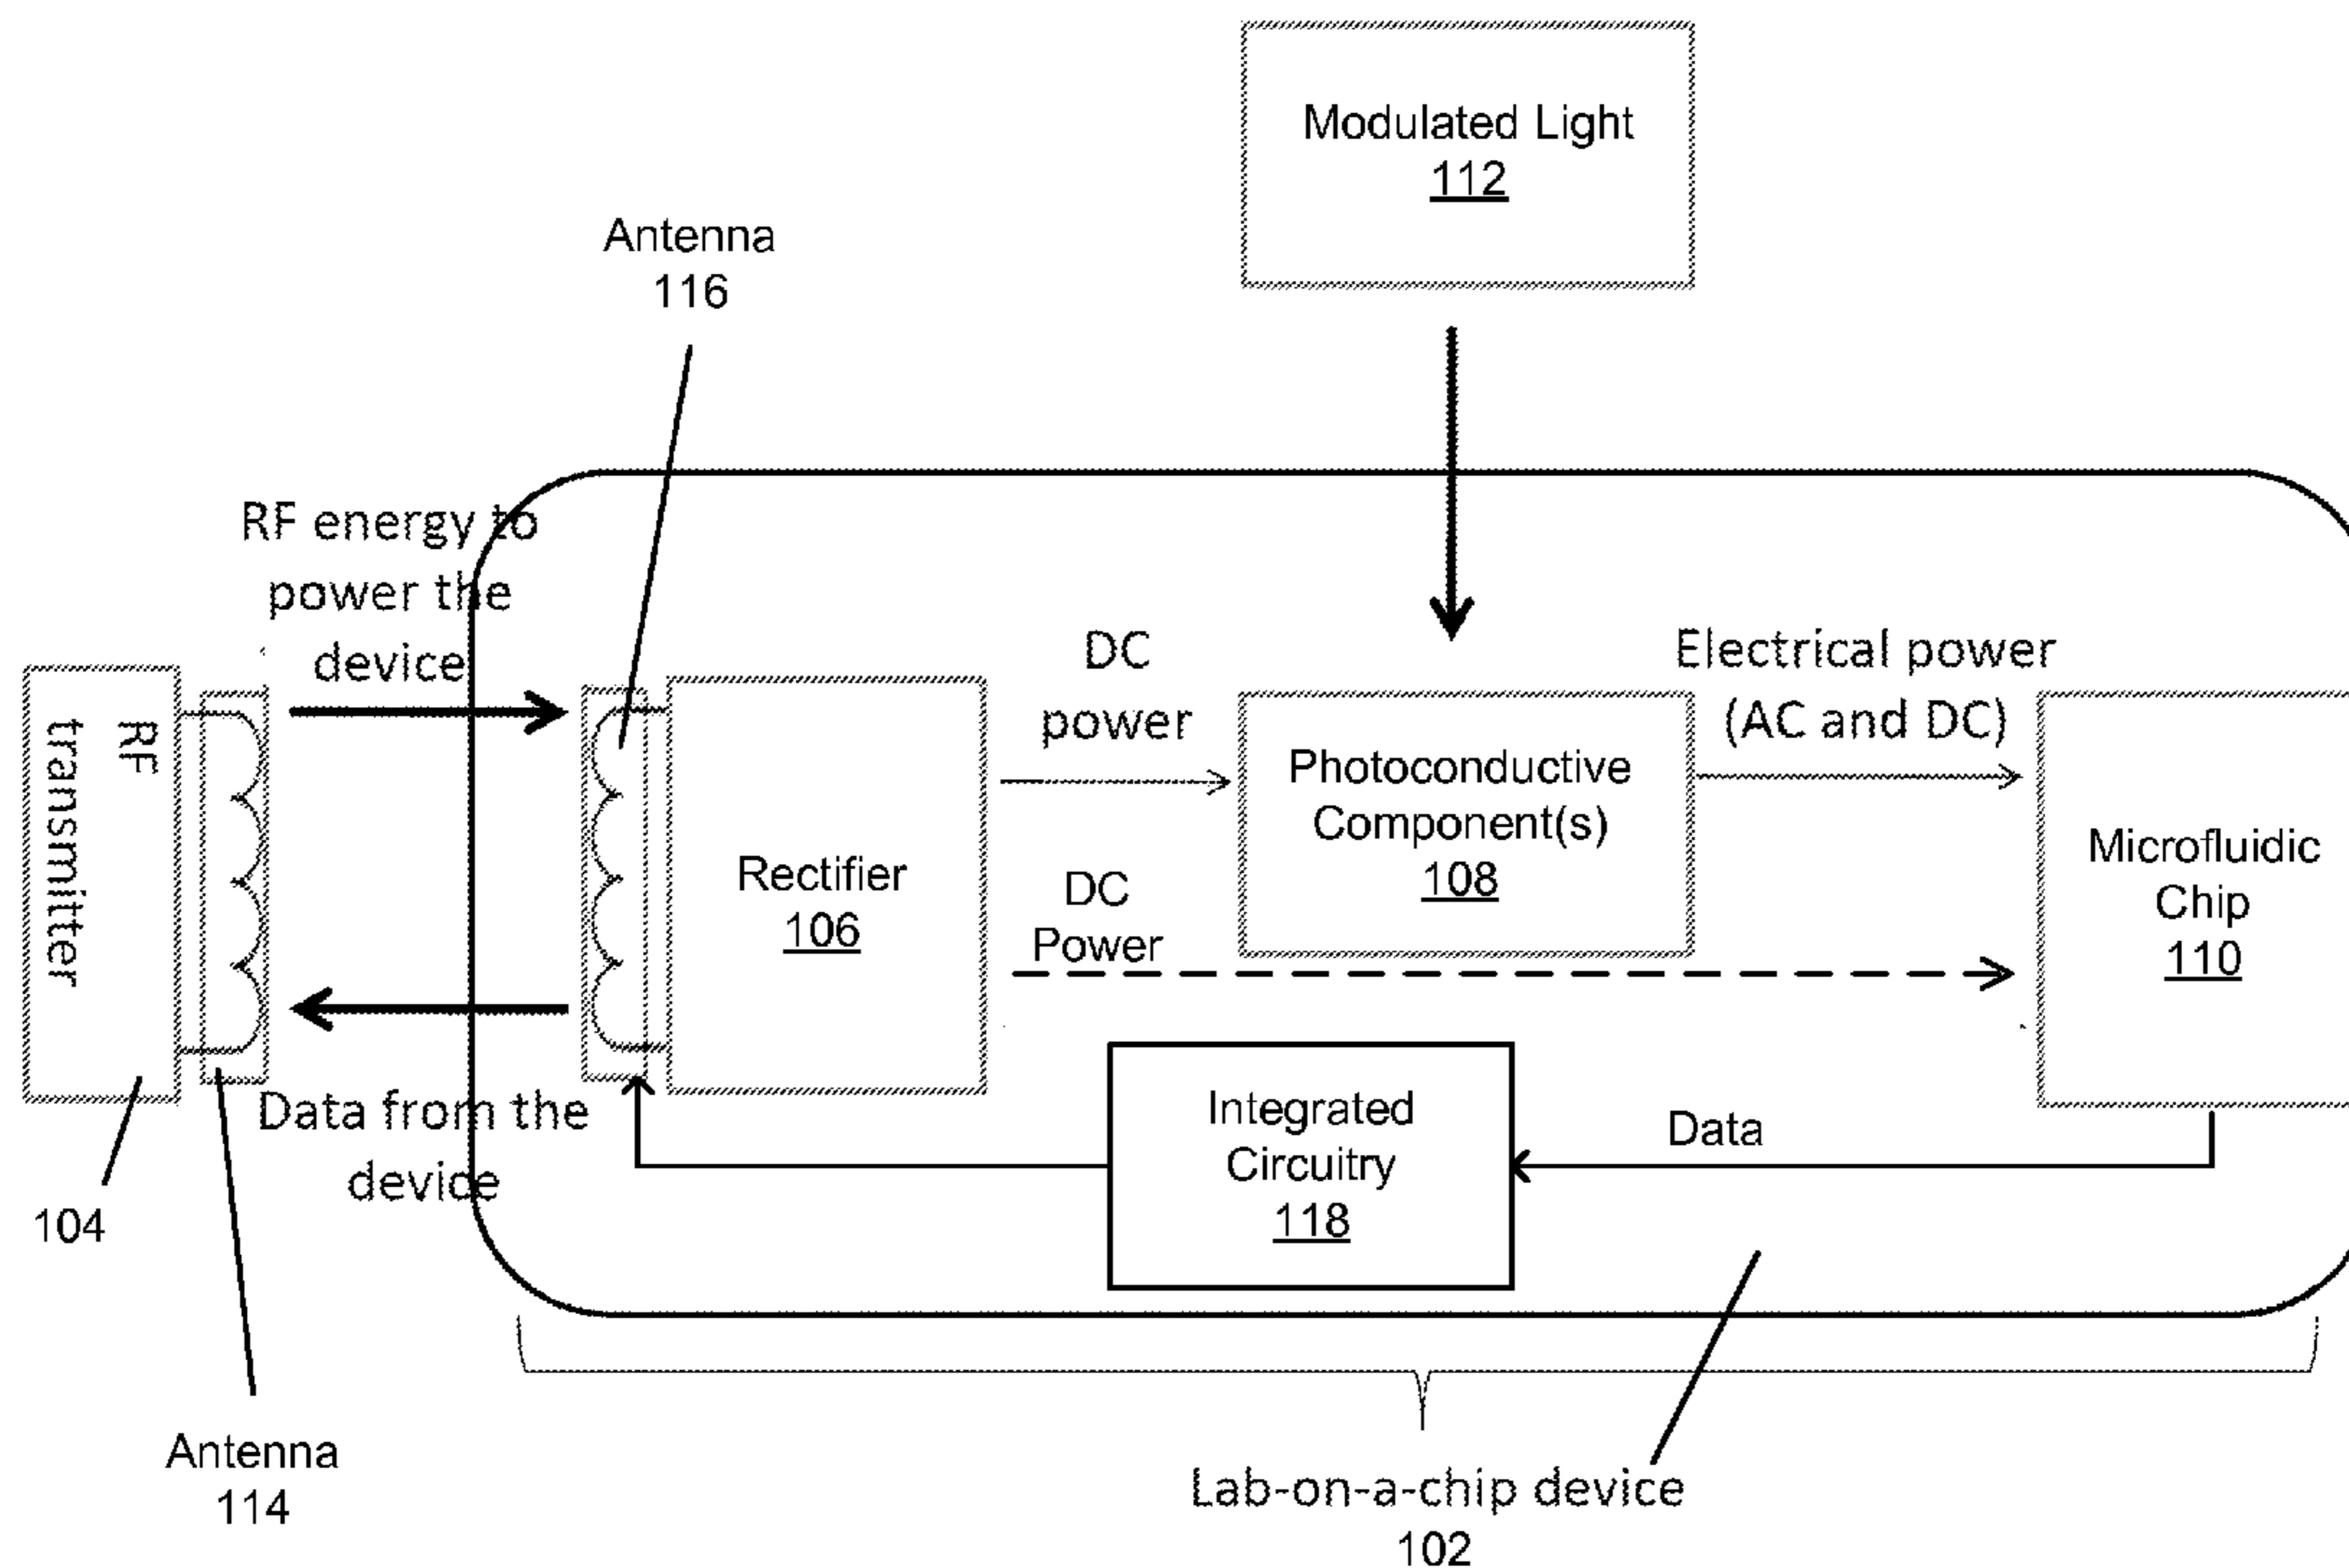 Modulated Light
112
Antenna
116
RF energy to
power the
device
DC
power
Electrical power
(AC and DC)
RF
transmitter
Rectifier
106
Photoconductive
Component(s)
108
DC
Power
Microfluidic
Chip
110
Data from the
device
Integrated
Circuitry
118
Data
104
Antenna
114
Lab-on-a-chip device
102